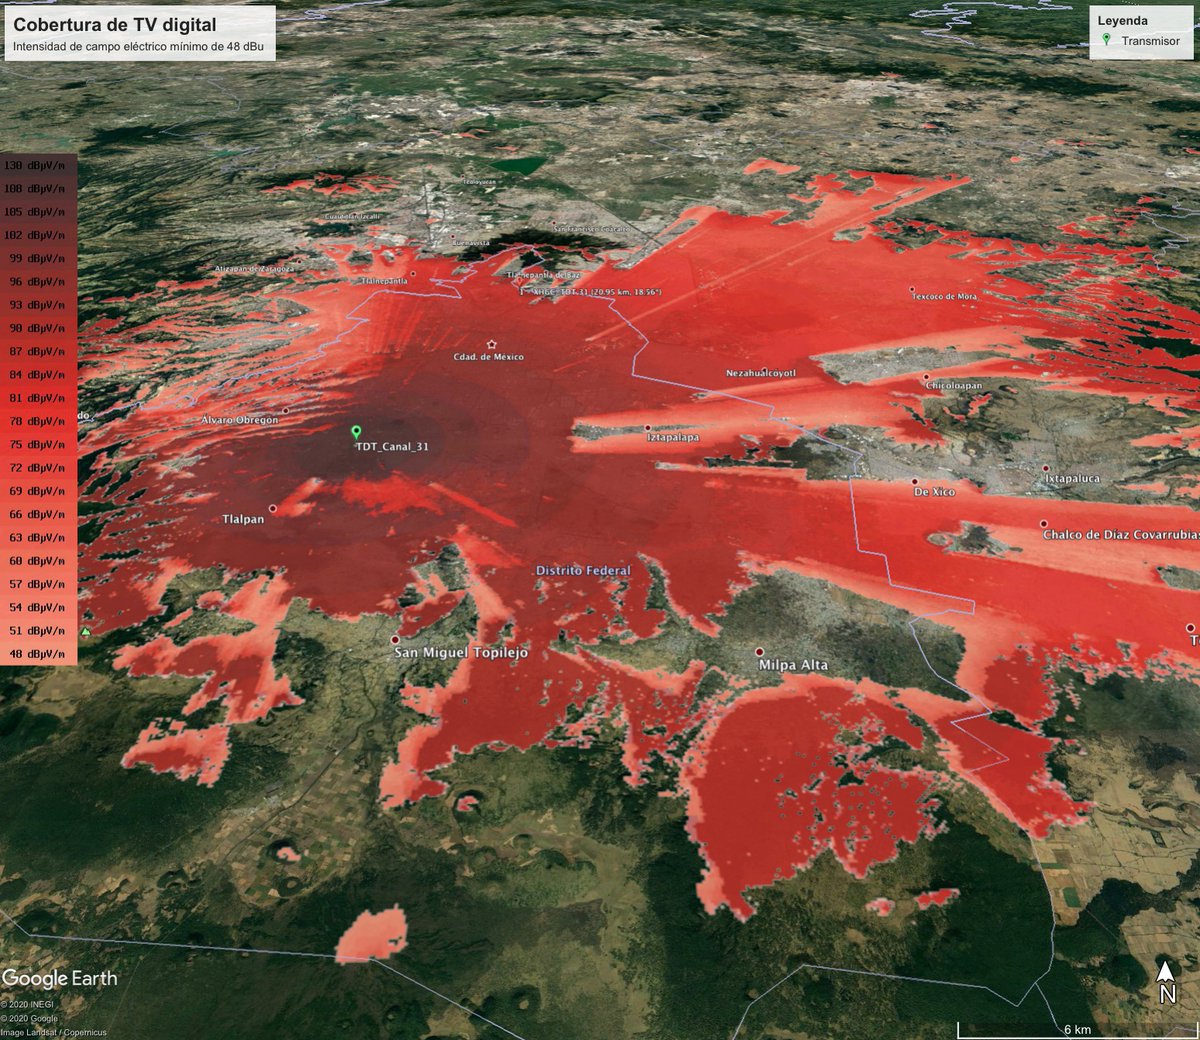 Cobertura de TV digital
Intensidad de campo eléctrico mínimo de 48 dBu
Leyenda
Transmisor
130 dBµV/m
108 dBµV/m
105 dBµV/m
102 dBµV/m
99 dBµV/m
96 dBµV/m
93 dBµV/m
90 dBµV/m
87 dBµV/m
84 dBµV/m
81 dBµV/m
78 dBµV/m
75 dBµV/m
72 dBµV/m
69 dBµV/m
66 dBµV/m
63 dBµV/m
60 dBµV/m
57 dBµV/m
54 dBµV/m
51 dBµV/m
48 dBµV/m
Teoloyucan
Cuautitlán Izcalli
San Francisco Coacalco
Buenavista
Atizapan de Zaragoza
Tlalnepantla
Tlalnepantla de Baz
1 - XHGC-TDT 31 (20.95 km, 18.56°)
Texcoco de Mora
Cdad. de México
Nezahualcóyotl
Chicoloapan
do,
Álvaro Obregón
TDT_Canal_31
Iztapalapa
Ixtapaluca
De Xico
Tlalpan
Chalco de Díaz Covarrubias
Distrito Federal
San Miguel Topilejo
Milpa Alta
T
Google Earth
© 2020 INEGI
© 2020 Google
Image Landsat / Copernicus
N
6 km